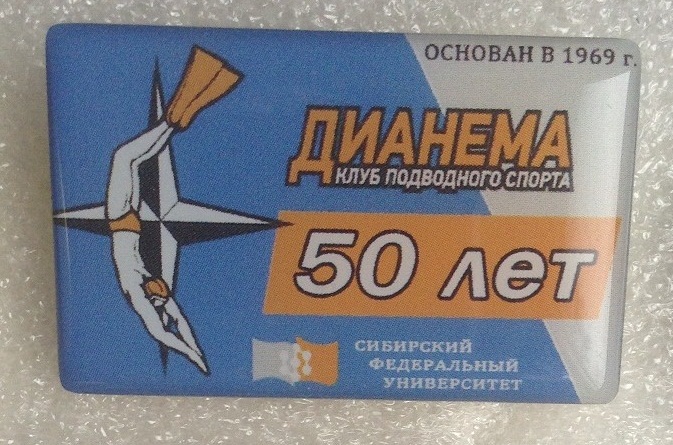 ОСНОВАН В 1969 г.
ДИАНЕМА
КЛУБ ПОДВОДНОГО СПОРТА
50 лет
СИБИРСКИЙ
ФЕДЕРАЛЬНЫЙ
УНИВЕРСИТЕТ